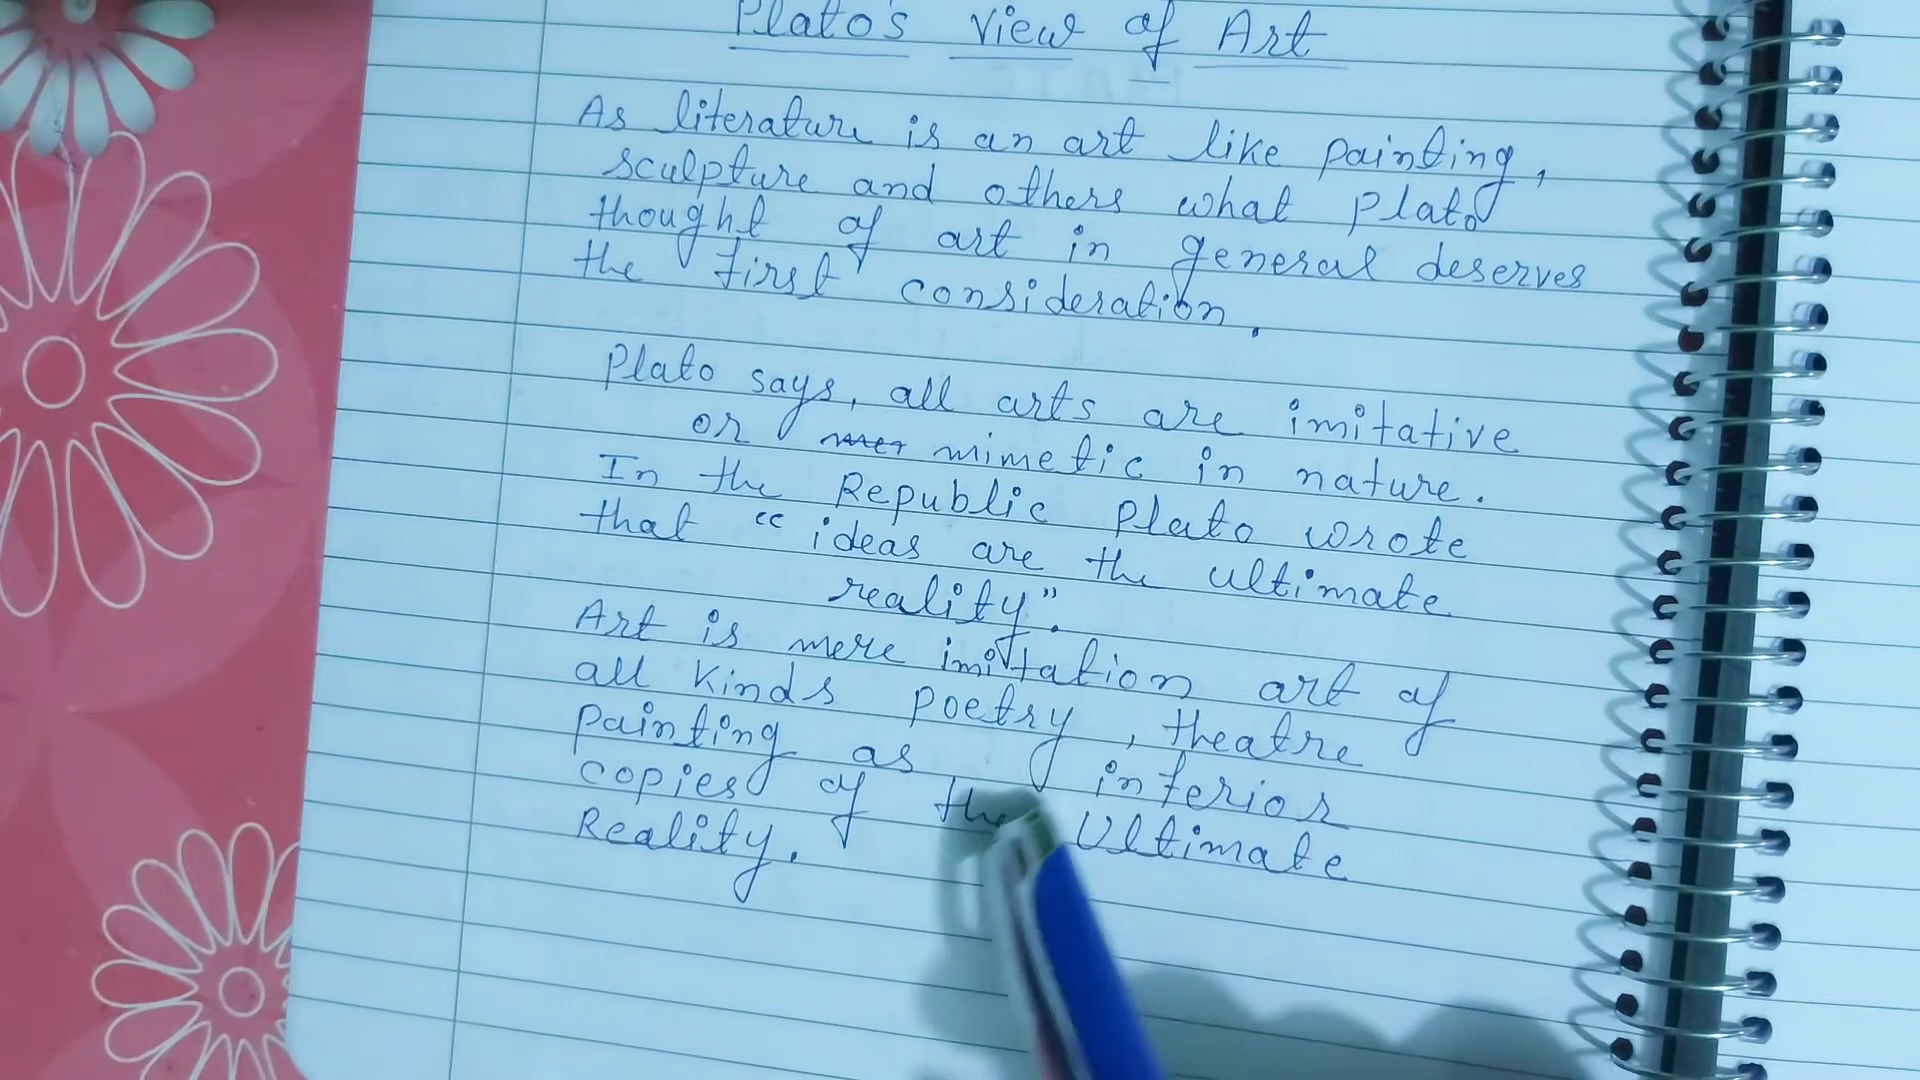 Plato's View of Art
As literature is an art like painting,
sculpture and others what Plato
thought of art in general deserves
the first consideration.
Plato says, all arts are imitative
or mimetic in nature.
In the Republic Plato wrote
that "ideas are the ultimate
reality".
Art is mere imitation art of
all kinds poetry, theatre
painting as inferior
copies of the Ultimate
Reality.